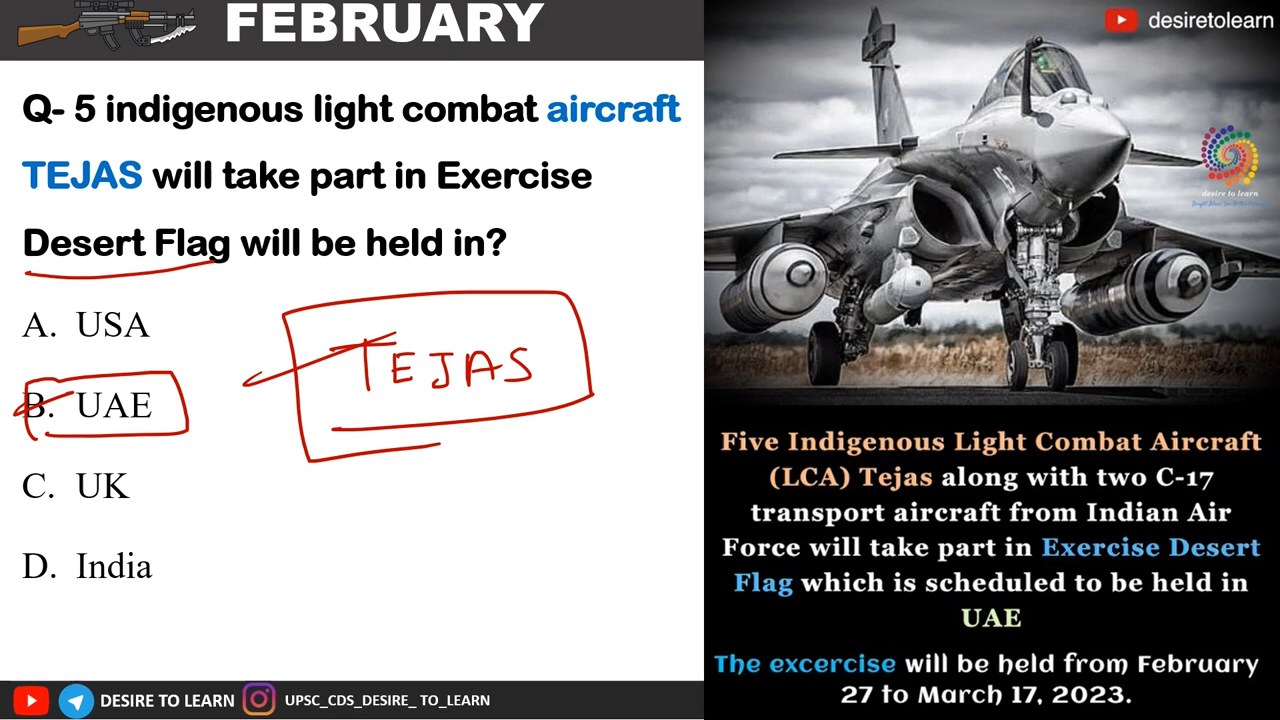 FEBRUARY
Q- 5 indigenous light combat aircraft
TEJAS will take part in Exercise
Desert Flag will be held in?
A. USA
B. UAE
C. UK
D. India
TEJAS
DESIRE TO LEARN
UPSC_CDS_DESIRE_ TO_LEARN
desiretolearn
desire to learn
Five Indigenous Light Combat Aircraft
(LCA) Tejas along with two C-17
transport aircraft from Indian Air
Force will take part in Exercise Desert
Flag which is scheduled to be held in
UAE
The excercise will be held from February
27 to March 17, 2023.